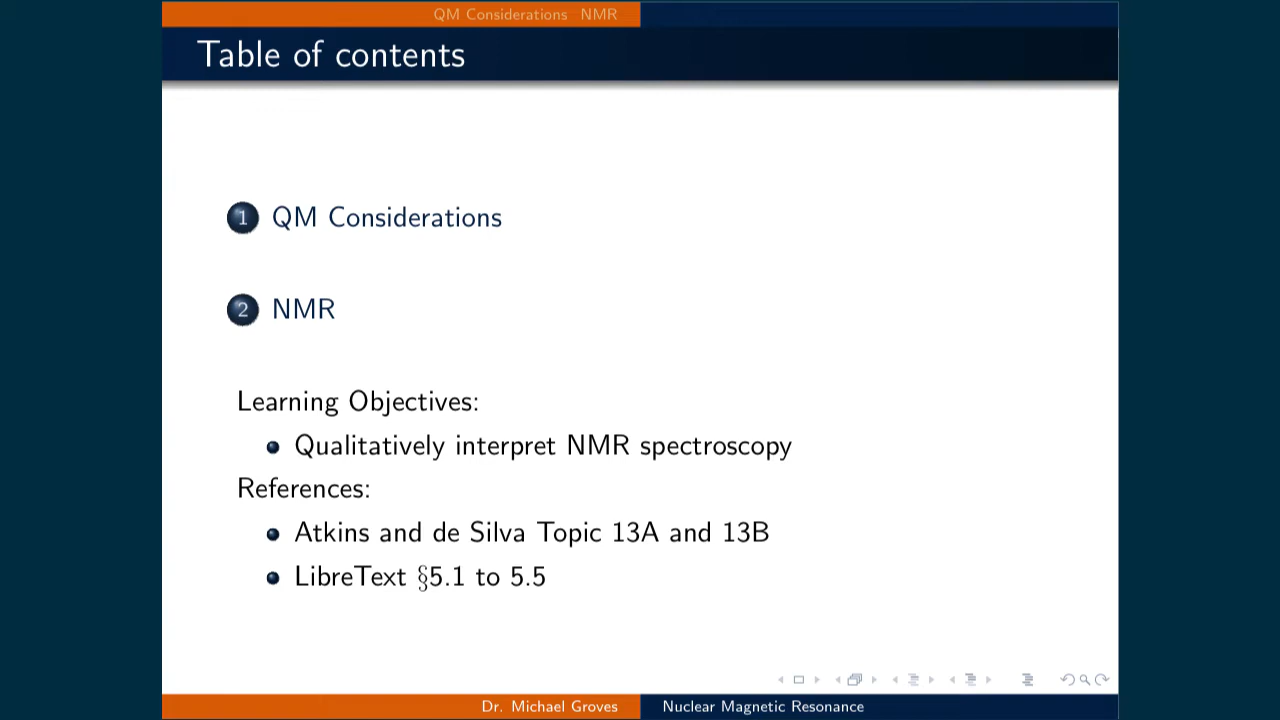 QM Considerations NMR
Table of contents
1 QM Considerations
2 NMR
Learning Objectives:
Qualitatively interpret NMR spectroscopy
References:
Atkins and de Silva Topic 13A and 13B
LibreText §5.1 to 5.5
Dr. Michael Groves Nuclear Magnetic Resonance